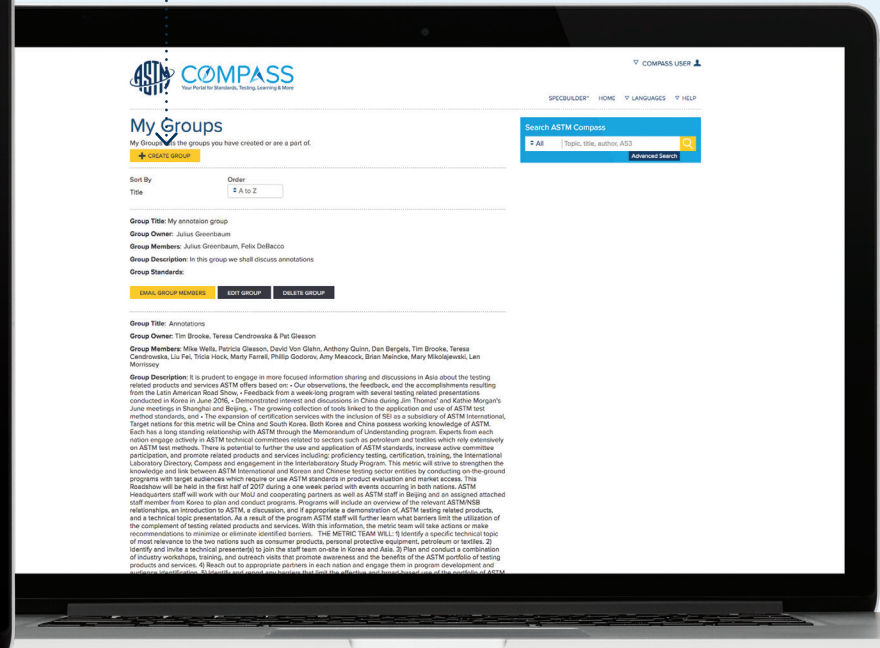 ASTM COMPASS
Your Portal for Standards, Testing, Learning & More
COMPASS USER
SPECBUILDER® HOME LANGUAGES HELP
My Groups
My Groups the groups you have created or are a part of.
+ CREATE GROUP
Search ASTM Compass
All Topic, title, author, A53
Advanced Search
Sort By Order
Title A to Z
Group Title: My annotaion group
Group Owner: Julius Greenbaum
Group Members: Julius Greenbaum, Felix DeBacco
Group Description: In this group we shall discuss annotations
Group Standards:
EMAIL GROUP MEMBERS EDIT GROUP DELETE GROUP
Group Title: Annotations
Group Owner: Tim Brooke, Teresa Cendrowska & Pat Gleason
Group Members: Mike Wells, Patricia Gleason, David Von Glahn, Anthony Quinn, Dan Bergels, Tim Brooke, Teresa
Cendrowska, Liu Fei, Tricia Hock, Marty Farrell, Phillip Godorov, Amy Meacock, Brian Meincke, Mary Mikolajewski, Len
Morrissey
Group Description: It is prudent to engage in more focused information sharing and discussions in Asia about the testing
related products and services ASTM offers based on: • Our observations, the feedback, and the accomplishments resulting
from the Latin American Road Show, • Feedback from a week-long program with several testing related presentations
conducted in Korea in June 2016, • Demonstrated interest and discussions in China during Jim Thomas' and Kathie Morgan's
June meetings in Shanghai and Beijing, • The growing collection of tools linked to the application and use of ASTM test
method standards, and • The expansion of certification services with the inclusion of SEI as a subsidiary of ASTM International,
Target nations for this metric will be China and South Korea. Both Korea and China possess working knowledge of ASTM.
Each has a long standing relationship with ASTM through the Memorandum of Understanding program. Experts from each
nation engage actively in ASTM technical committees related to sectors such as petroleum and textiles which rely extensively
on ASTM test methods. There is potential to further the use and application of ASTM standards, increase active committee
participation, and promote related products and services including: proficiency testing, certification, training, the International
Laboratory Directory, Compass and engagement in the Interlaboratory Study Program. This metric will strive to strengthen the
knowledge and link between ASTM International and Korean and Chinese testing sector entities by conducting on-the-ground
programs with target audiences which require or use ASTM standards in product evaluation and market access. This
Roadshow will be held in the first half of 2017 during a one week period with events occurring in both nations. ASTM
Headquarters staff will work with our MoU and cooperating partners as well as ASTM staff in Beijing and an assigned attached
staff member from Korea to plan and conduct programs. Programs will include an overview of the relevant ASTM/NSB
relationships, an introduction to ASTM, a discussion, and if appropriate a demonstration of, ASTM testing related products,
and a technical topic presentation. As a result of the program ASTM staff will further learn what barriers limit the utilization of
the complement of testing related products and services. With this information, the metric team will take actions or make
recommendations to minimize or eliminate identified barriers. THE METRIC TEAM WILL: 1) Identify a specific technical topic
of most relevance to the two nations such as consumer products, personal protective equipment, petroleum or textiles. 2)
Identify and invite a technical presenter(s) to join the staff team on-site in Korea and Asia. 3) Plan and conduct a combination
of industry workshops, training, and outreach visits that promote awareness and the benefits of the ASTM portfolio of testing
products and services. 4) Reach out to appropriate partners in each nation and engage them in program development and
audience identification. 5) Identify and report any barriers that limit the effective and broad-based use of the portfolio of ASTM